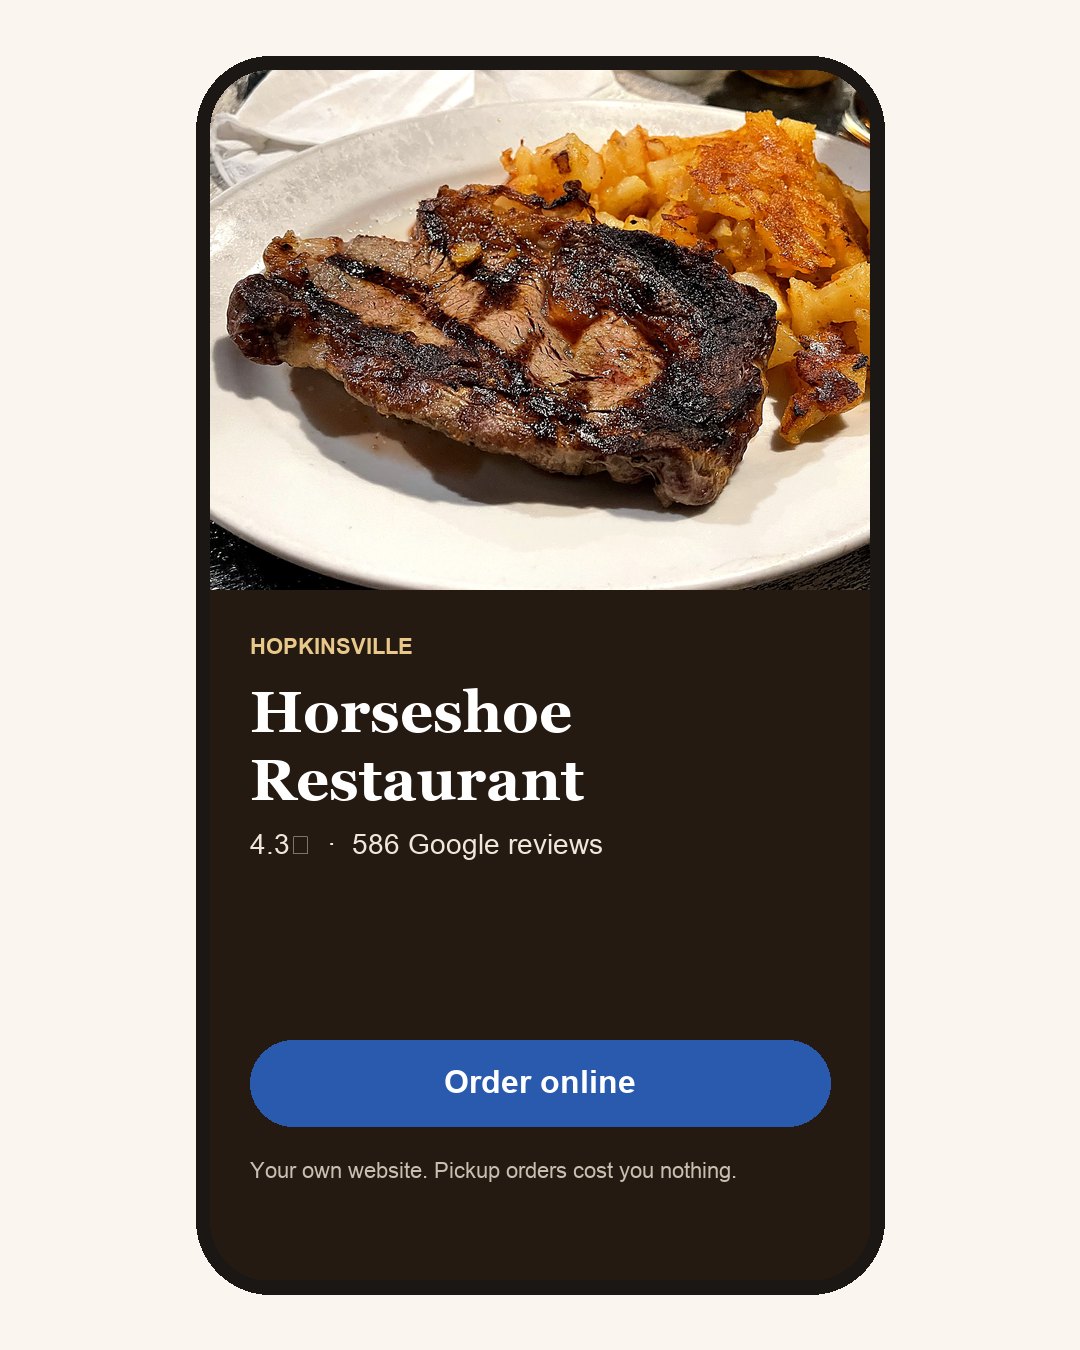 HOPKINSVILLE
Horseshoe
Restaurant
4.3□ · 586 Google reviews
Order online
Your own website. Pickup orders cost you nothing.